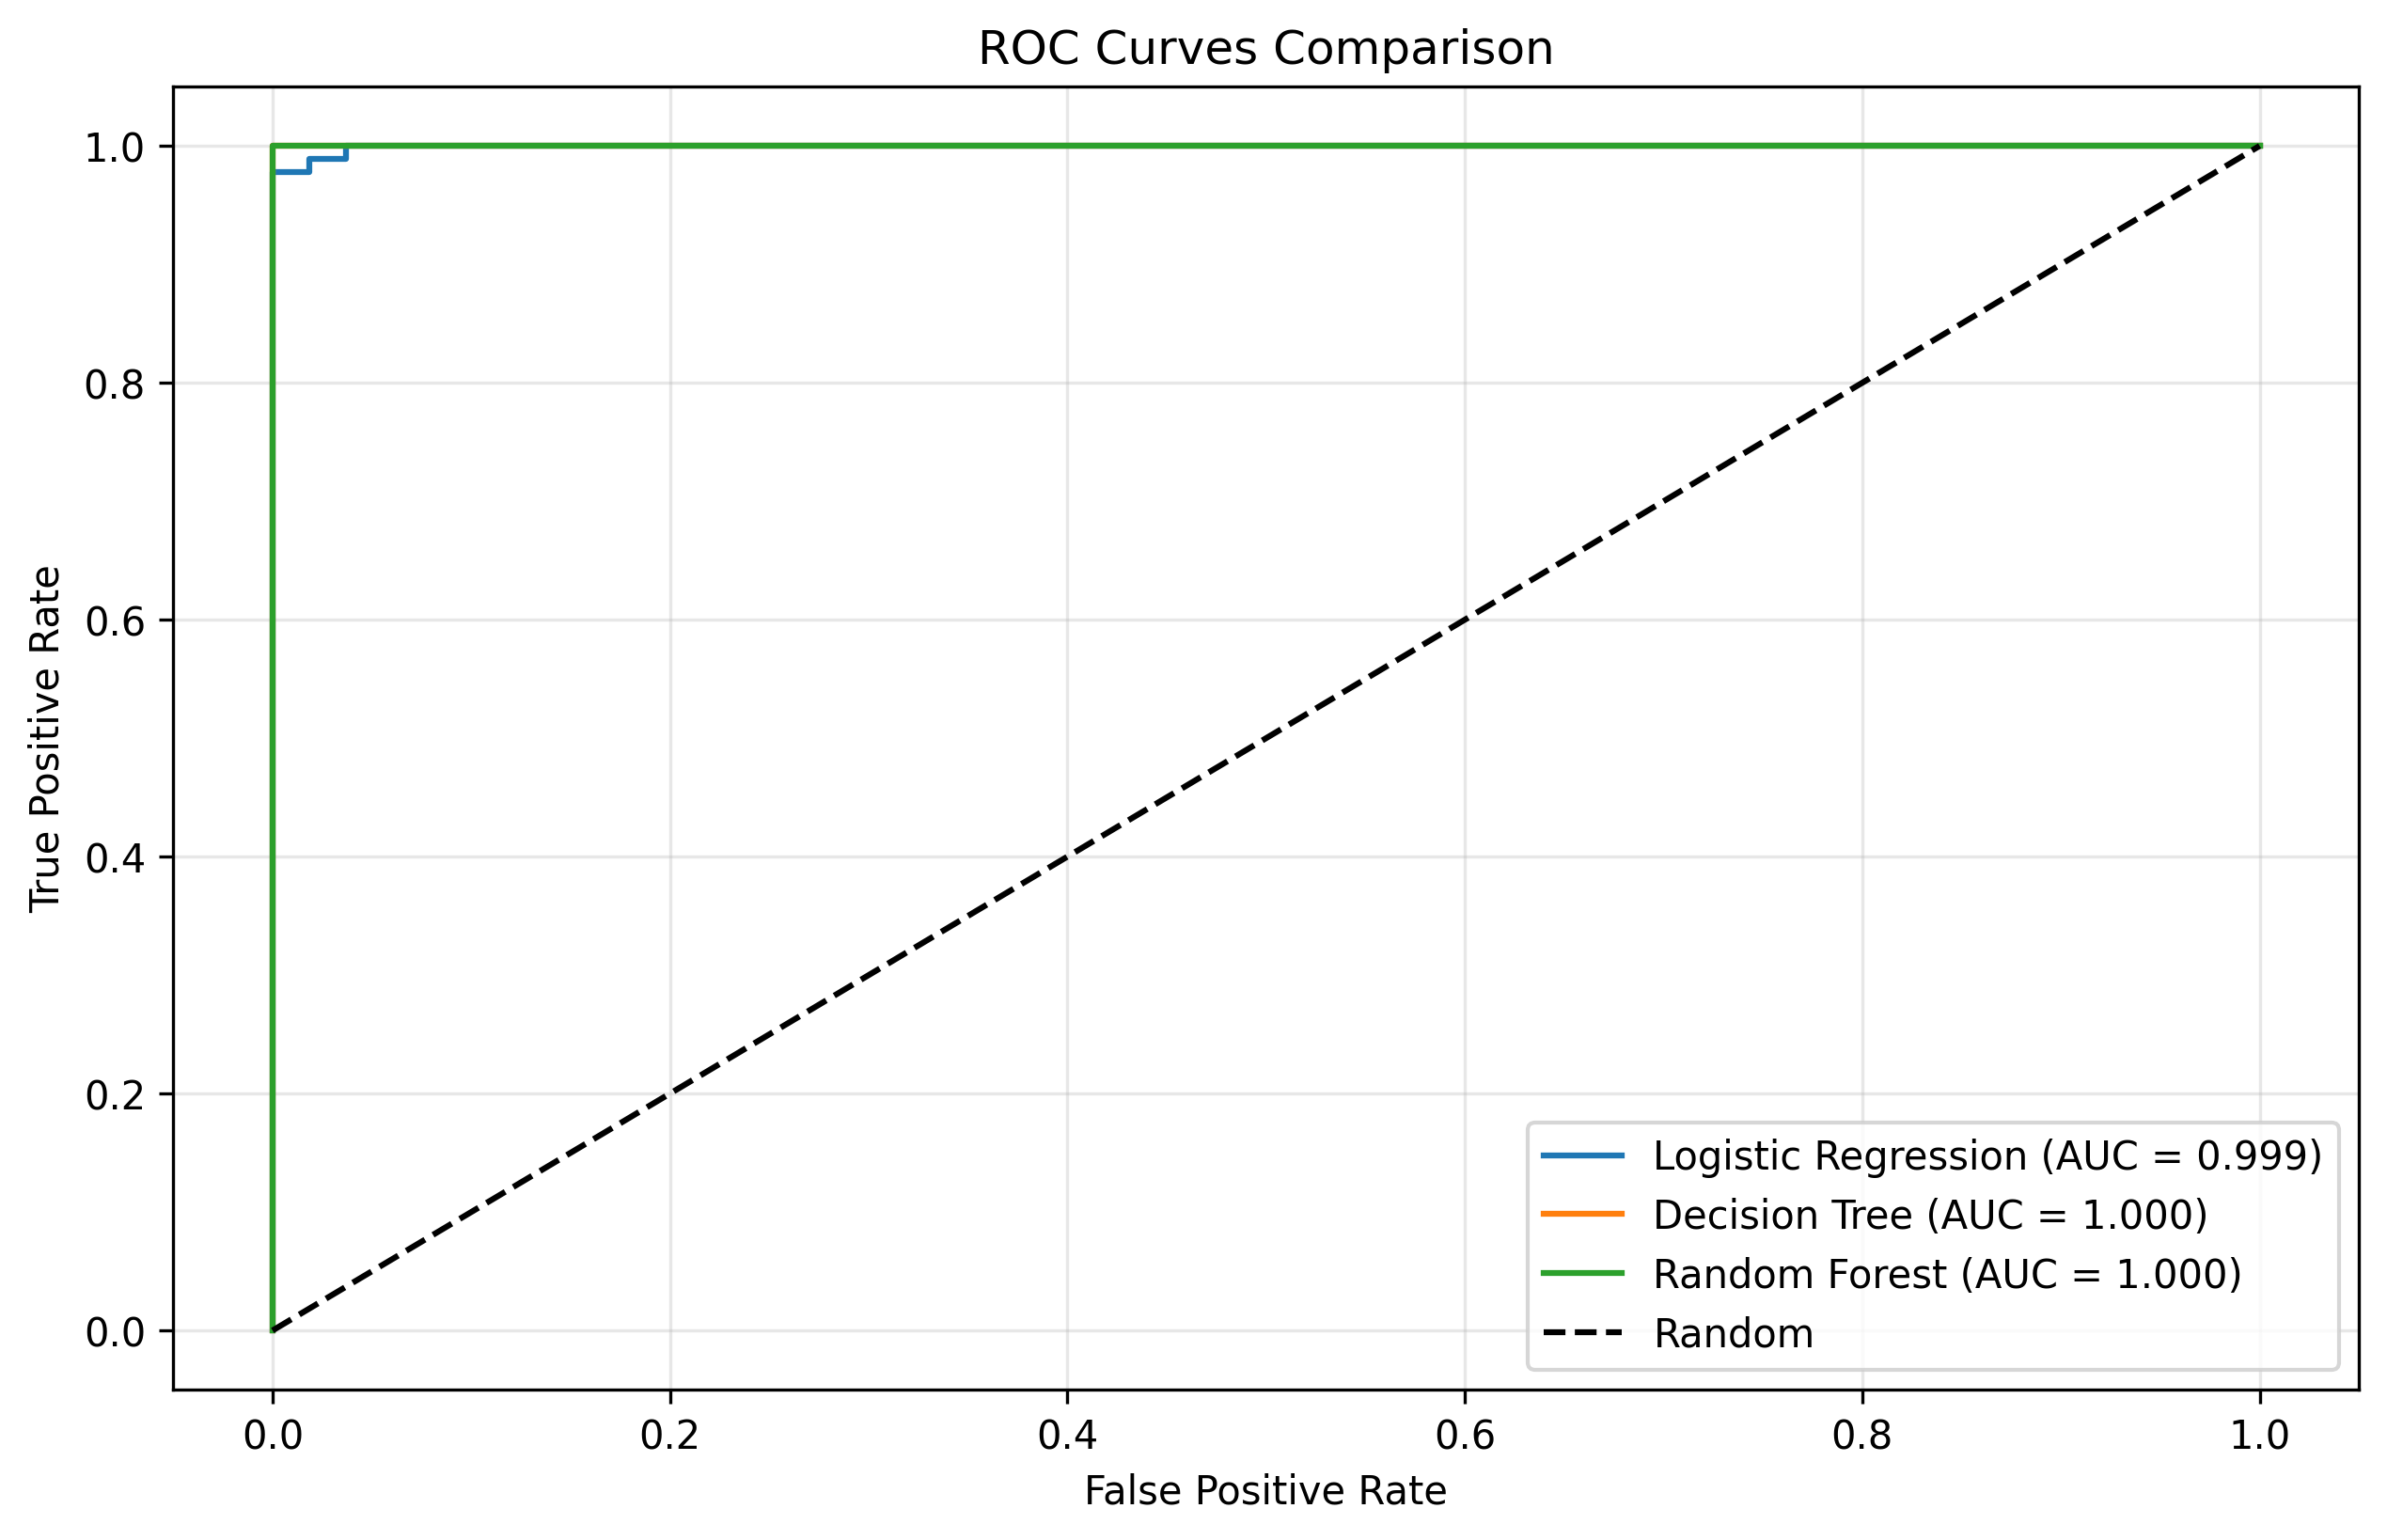 ROC Curves Comparison
True Positive Rate
1.0
0.8
0.6
0.4
0.2
0.0
Logistic Regression (AUC = 0.999)
Decision Tree (AUC = 1.000)
Random Forest (AUC = 1.000)
Random
0.0 0.2 0.4 0.6 0.8 1.0
False Positive Rate